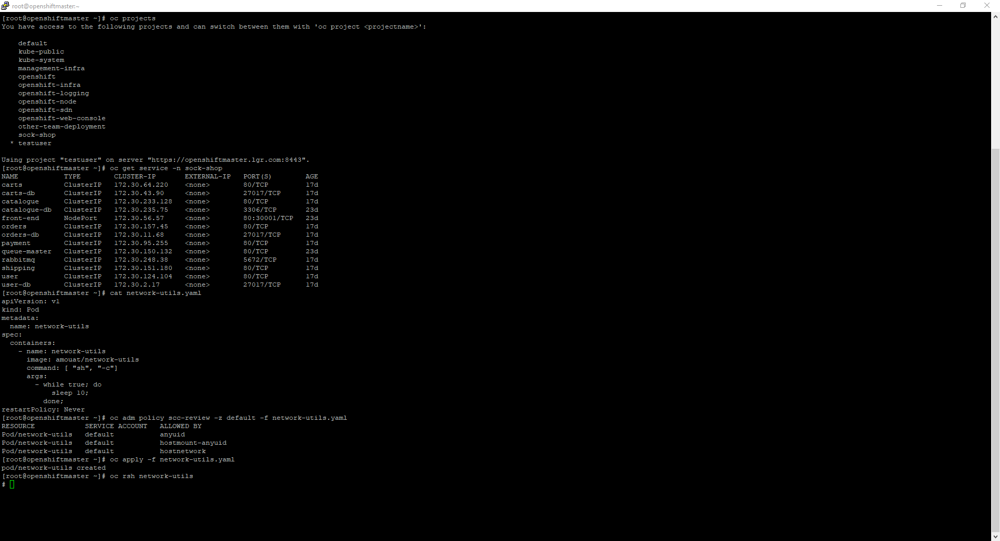 root@openshiftmaster:~
[root@openshiftmaster ~]# oc projects
You have access to the following projects and can switch between them with 'oc project <projectname>':

    default
    kube-public
    kube-system
    management-infra
    openshift
    openshift-infra
    openshift-logging
    openshift-node
    openshift-sdn
    openshift-web-console
    other-team-deployment
    sock-shop
  * testuser

Using project "testuser" on server "https://openshiftmaster.lgr.com:8443".
[root@openshiftmaster ~]# oc get service -n sock-shop
NAME           TYPE        CLUSTER-IP       EXTERNAL-IP   PORT(S)        AGE
carts          ClusterIP   172.30.64.220    <none>        80/TCP         17d
carts-db       ClusterIP   172.30.43.90     <none>        27017/TCP      17d
catalogue      ClusterIP   172.30.233.128   <none>        80/TCP         17d
catalogue-db   ClusterIP   172.30.235.75    <none>        3306/TCP       23d
front-end      NodePort    172.30.56.57     <none>        80:30001/TCP   23d
orders         ClusterIP   172.30.157.45    <none>        80/TCP         17d
orders-db      ClusterIP   172.30.11.68     <none>        27017/TCP      17d
payment        ClusterIP   172.30.95.255    <none>        80/TCP         17d
queue-master   ClusterIP   172.30.150.132   <none>        80/TCP         23d
rabbitmq       ClusterIP   172.30.248.38    <none>        5672/TCP       17d
shipping       ClusterIP   172.30.151.180   <none>        80/TCP         17d
user           ClusterIP   172.30.124.104   <none>        80/TCP         17d
user-db        ClusterIP   172.30.2.17      <none>        27017/TCP      17d
[root@openshiftmaster ~]# cat network-utils.yaml
apiVersion: v1
kind: Pod
metadata:
  name: network-utils
spec:
  containers:
    - name: network-utils
      image: amouat/network-utils
      command: [ "sh", "-c"]
      args:
        - while true; do
            sleep 10;
          done;
restartPolicy: Never
[root@openshiftmaster ~]# oc adm policy scc-review -z default -f network-utils.yaml
RESOURCE            SERVICE ACCOUNT   ALLOWED BY
Pod/network-utils   default           anyuid
Pod/network-utils   default           hostmount-anyuid
Pod/network-utils   default           hostnetwork
[root@openshiftmaster ~]# oc apply -f network-utils.yaml
pod/network-utils created
[root@openshiftmaster ~]# oc rsh network-utils
#